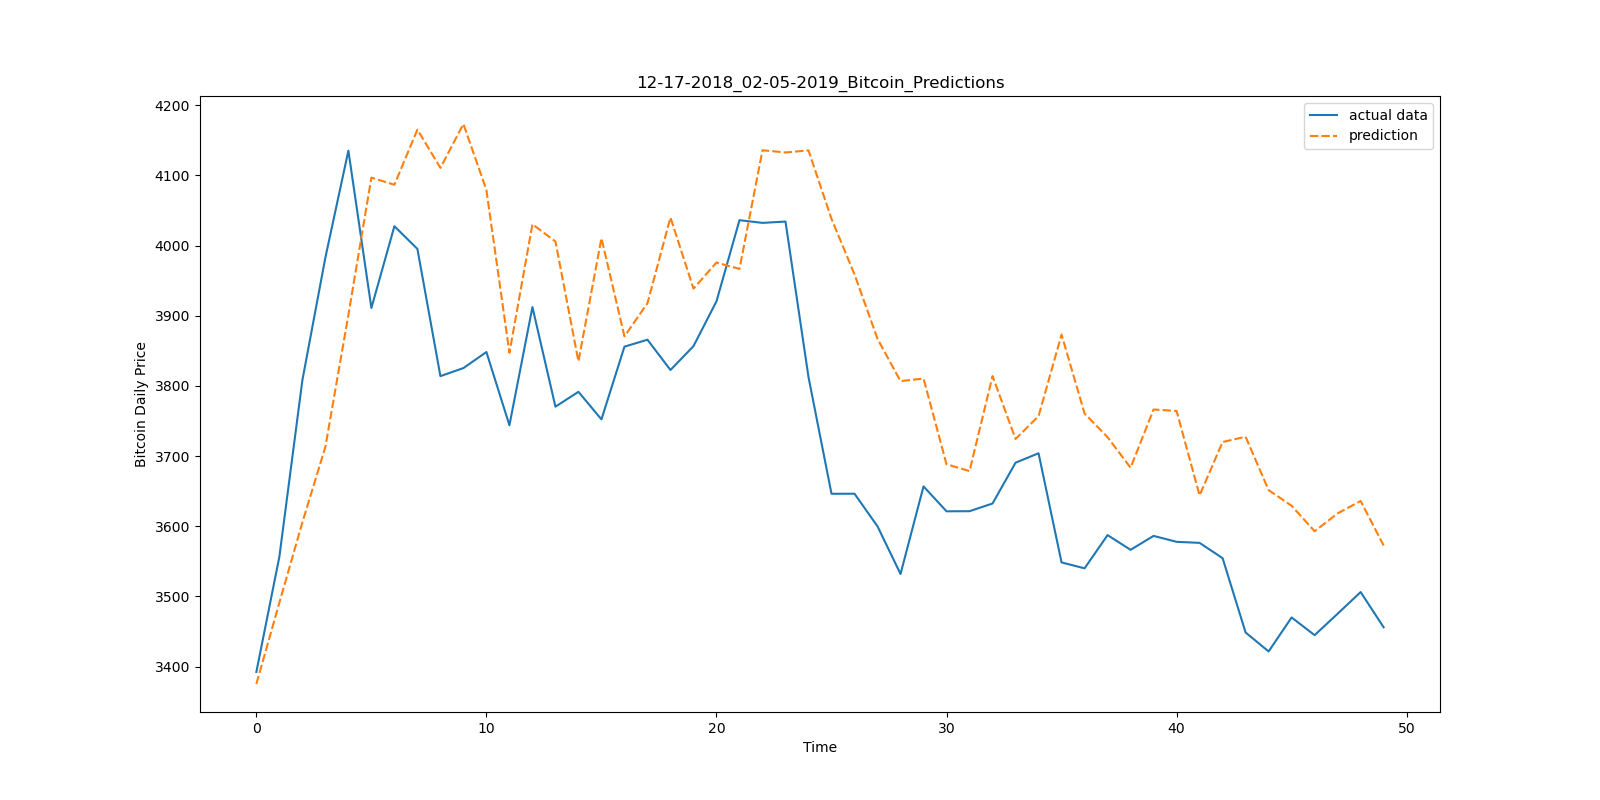 12-17-2018_02-05-2019_Bitcoin_Predictions
actual data
prediction
Bitcoin Daily Price
4200
4100
4000
3900
3800
3700
3600
3500
3400
0 10 20 30 40 50
Time